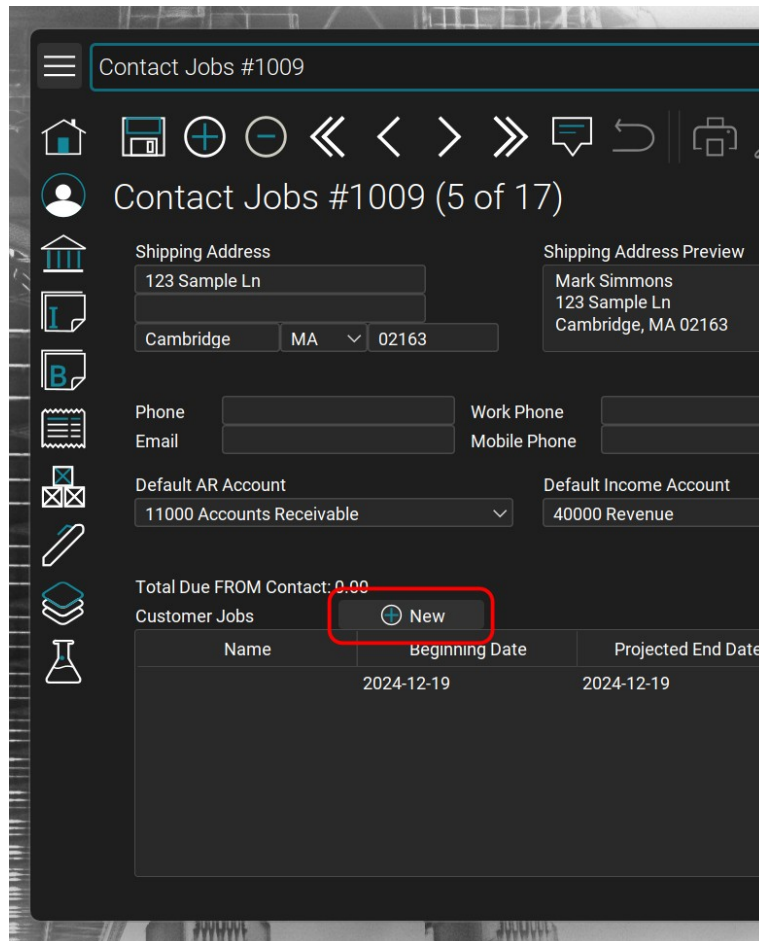 Contact Jobs #1009
Contact Jobs #1009 (5 of 17)
Shipping Address
Shipping Address Preview
123 Sample Ln
Cambridge
MA
02163
Mark Simmons
123 Sample Ln
Cambridge, MA 02163
I
B
Phone
Work Phone
Email
Mobile Phone
Default AR Account
Default Income Account
11000 Accounts Receivable
40000 Revenue
Total Due FROM Contact: 0.00
Customer Jobs
New
Name
Beginning Date
Projected End Date
2024-12-19
2024-12-19